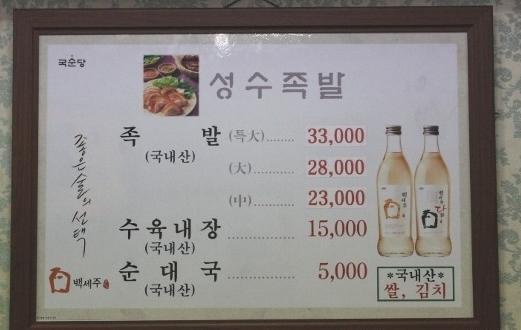 국순당
성수족발
좋은술의 선택
족 발 (특大)....... 33,000
(국내산)
(大)....... 28,000
(中)....... 23,000
수육내장 ....... 15,000
(국내산)
순대국 ....... 5,000
(국내산)
백세주
*국내산*
쌀, 김치